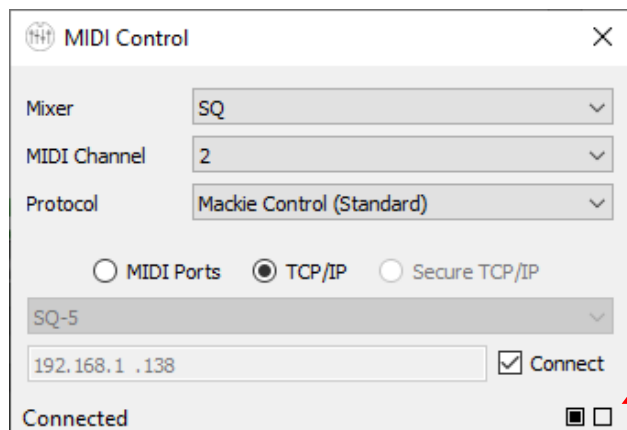 MIDI Control
Mixer SQ
MIDI Channel 2
Protocol Mackie Control (Standard)
MIDI Ports TCP/IP Secure TCP/IP
SQ-5
192.168.1 .138 Connect
Connected